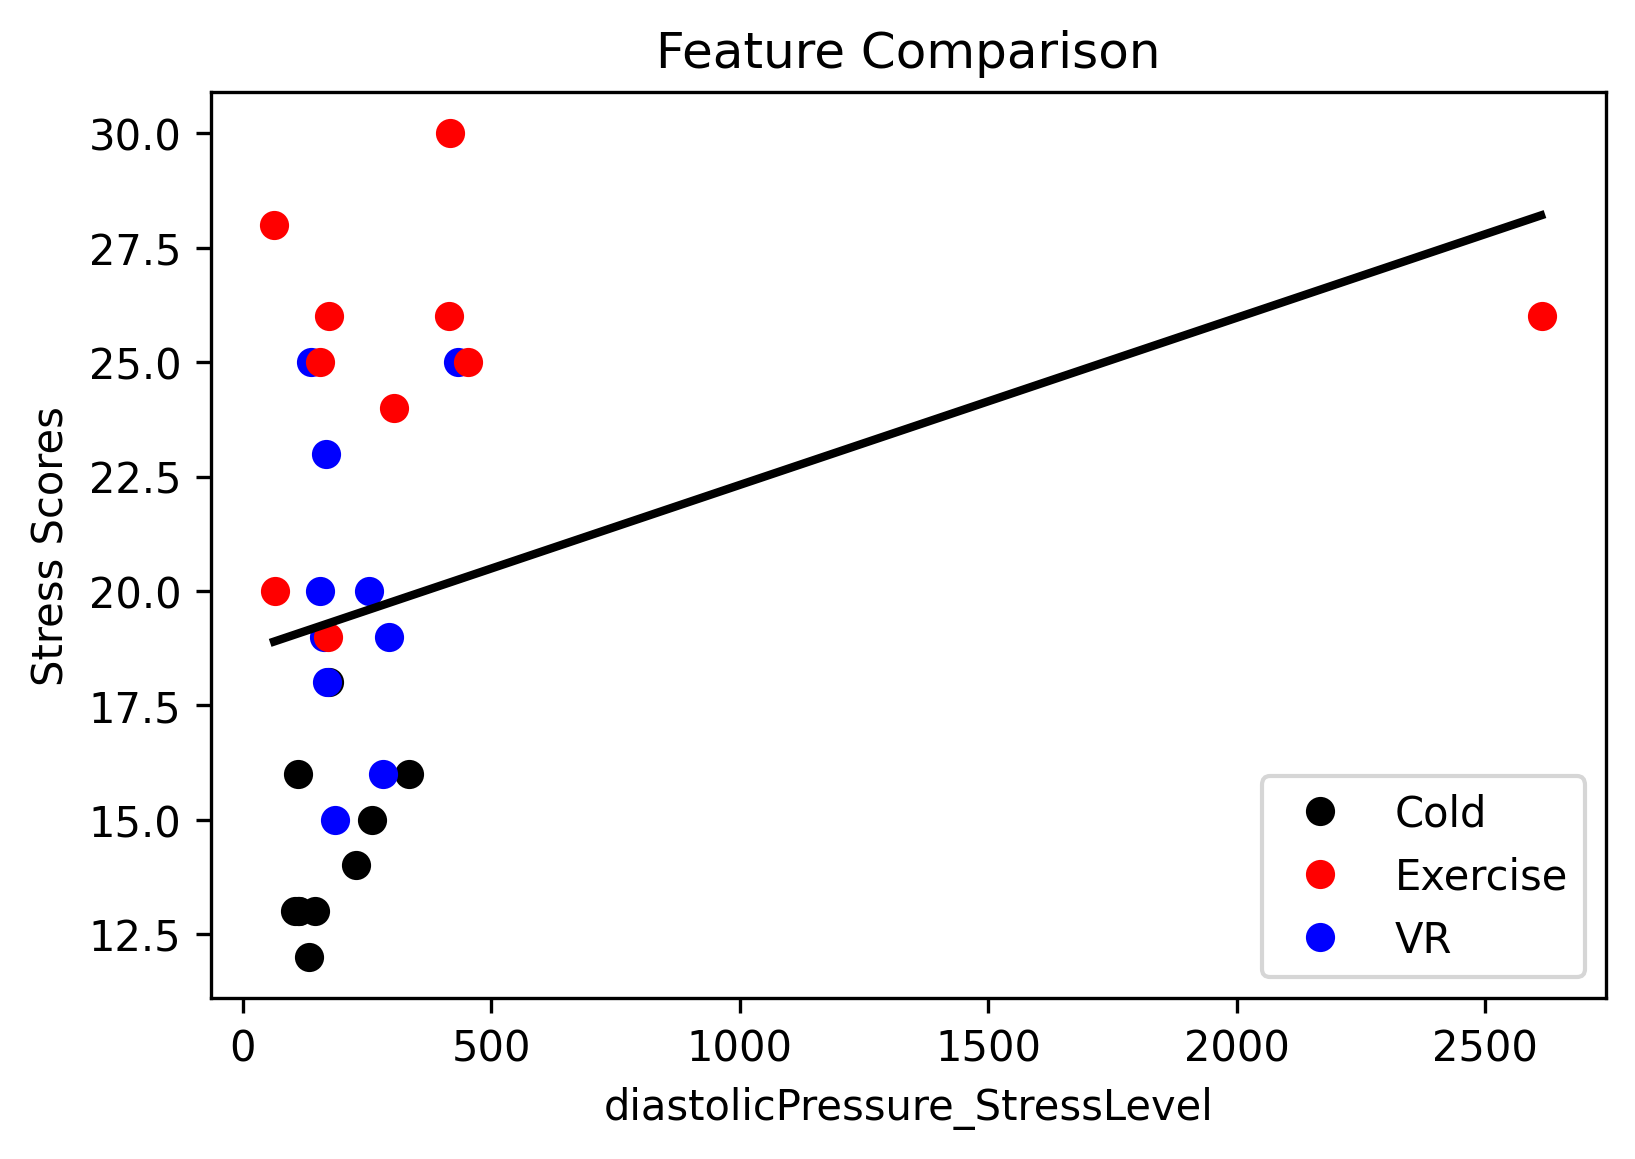 Feature Comparison
30.0
27.5
25.0
22.5
20.0
17.5
15.0
12.5
Stress Scores
Cold
Exercise
VR
0 500 1000 1500 2000 2500
diastolicPressure_StressLevel